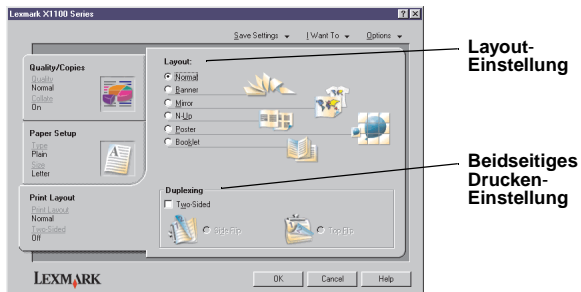 Lexmark X1100 Series
Save Settings
I Want To
Options
Quality/Copies
Quality
Normal
Collate
On
Paper Setup
Type
Plain
Size
Letter
Print Layout
Print Layout
Normal
Two-Sided
Off
Layout:
Normal
Banner
Mirror
N-Up
Poster
Booklet
Duplexing
Two-Sided
Side Flip
Top Flip
LEXMARK
OK
Cancel
Help
Layout-
Einstellung
Beidseitiges
Drucken-
Einstellung